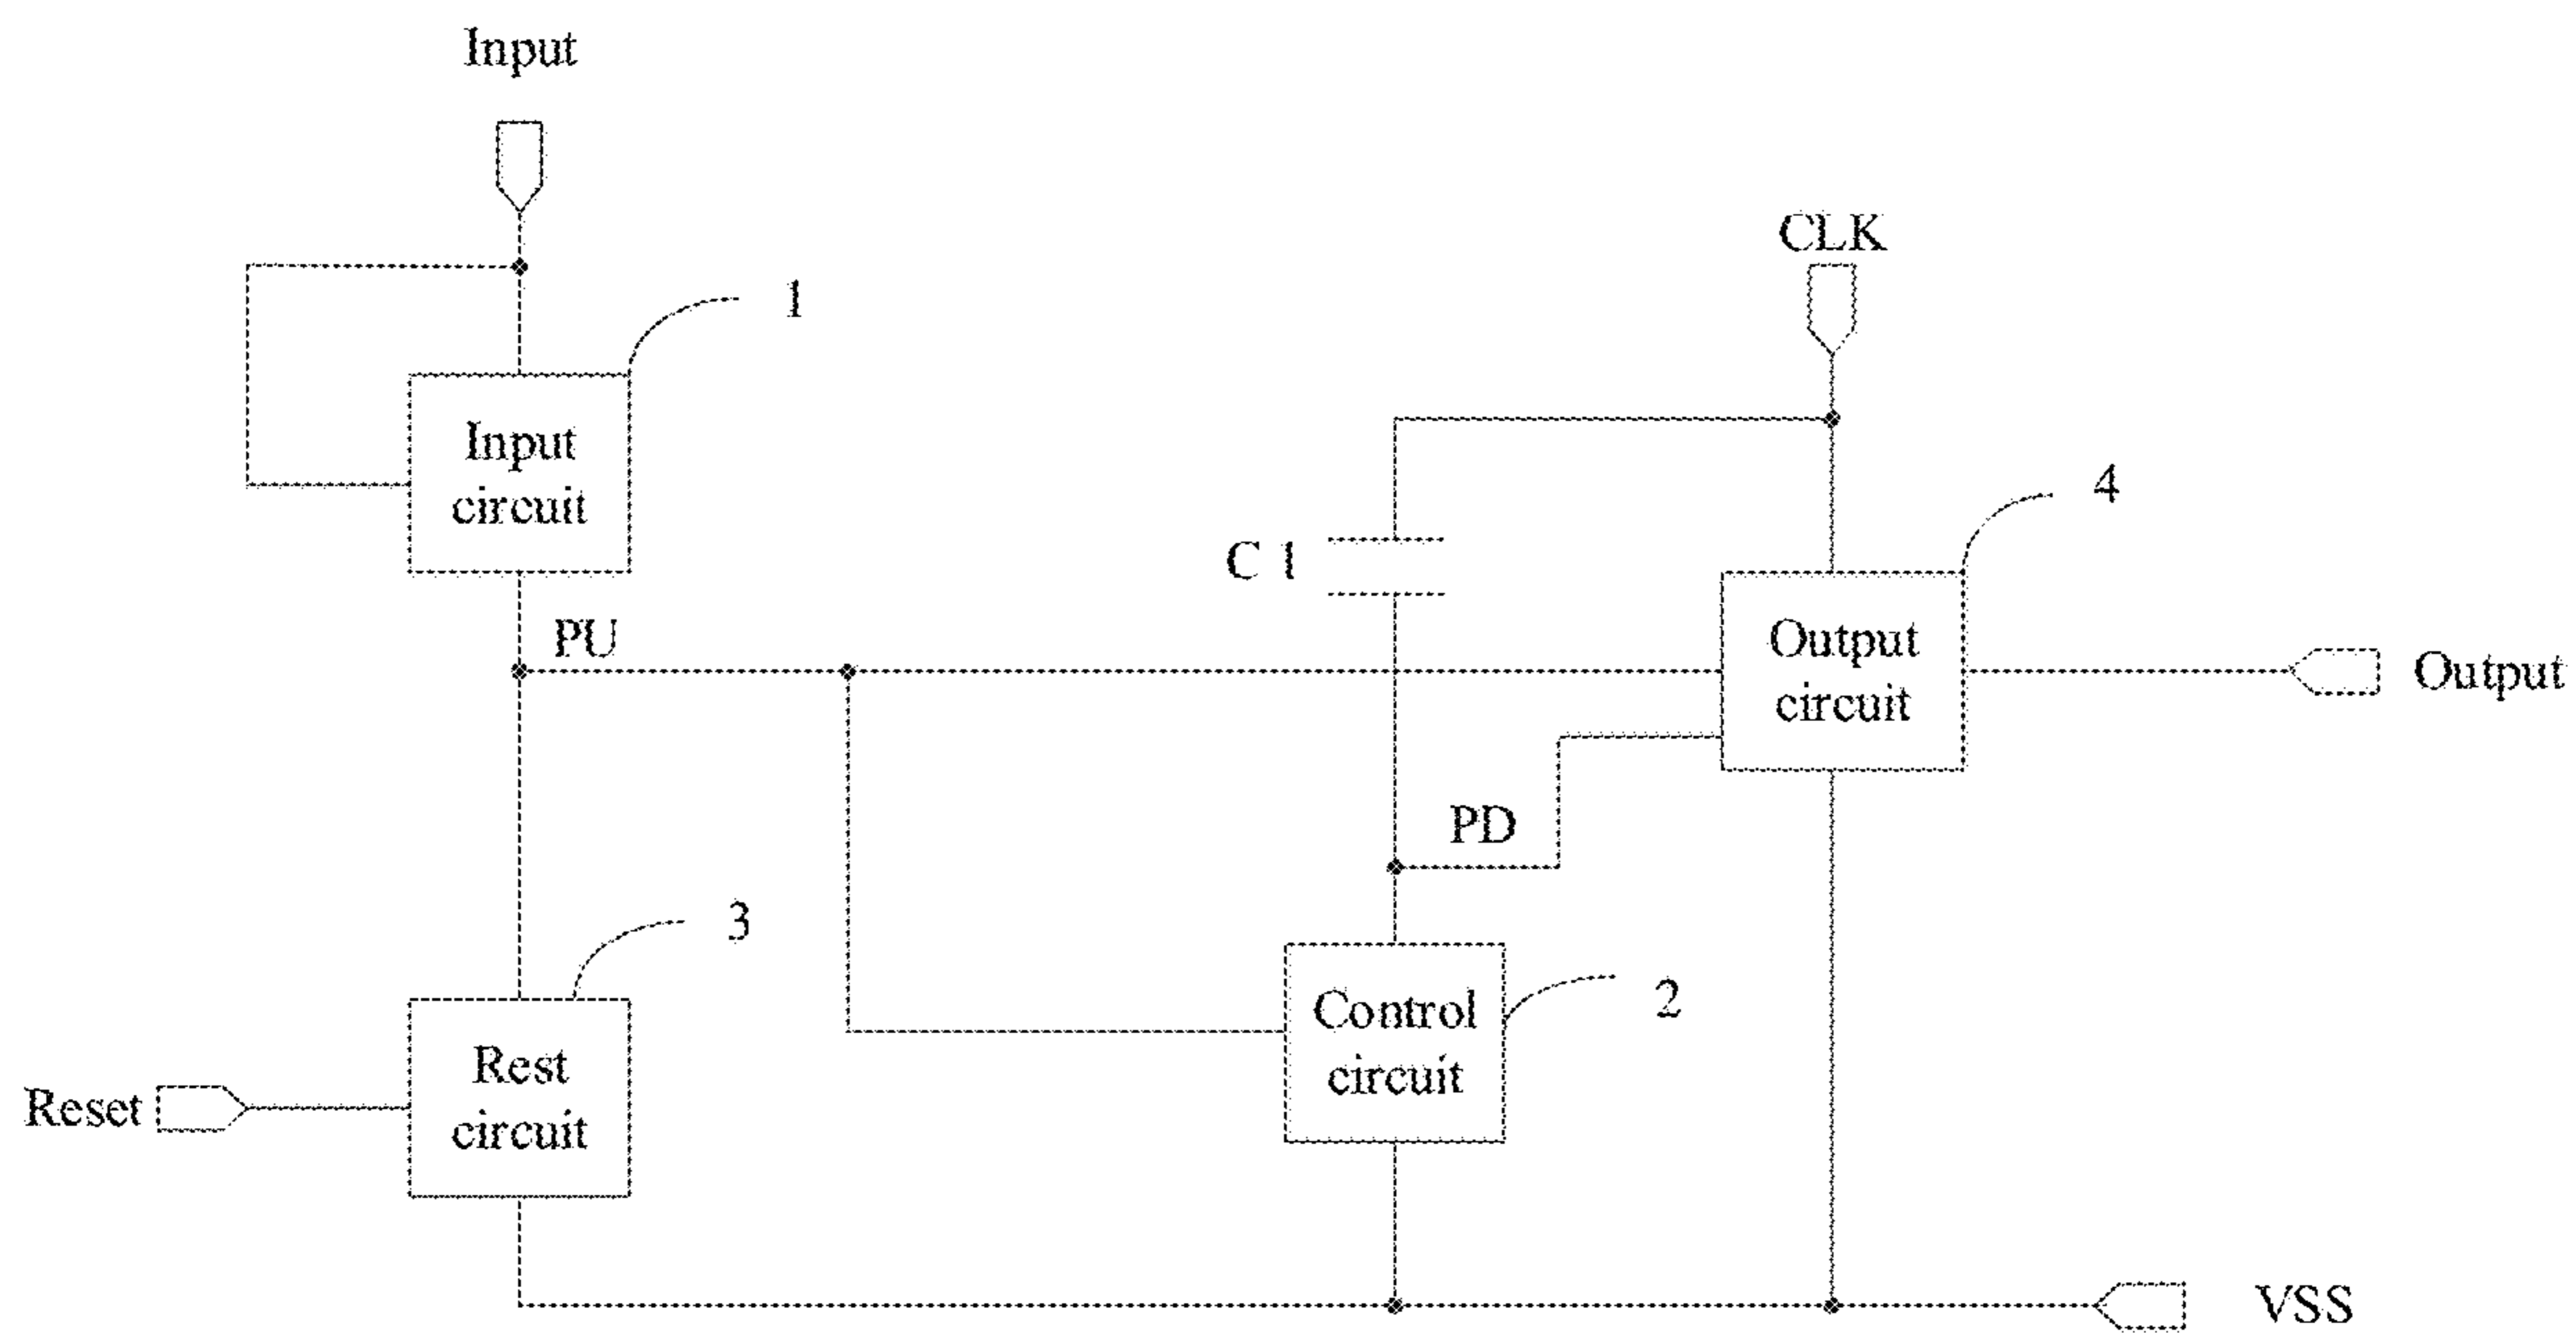 Input
CLK
1
Input
circuit
4
C1
PU
Output
circuit
Output
PD
3
Control
circuit
2
Rest
circuit
Reset
VSS